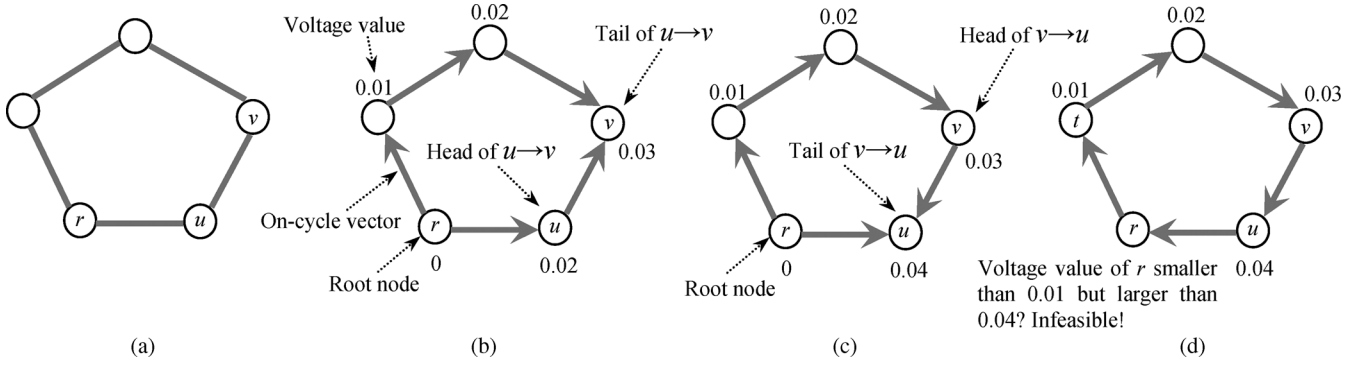 v
r
u
(a)
Voltage value
0.02
Tail of u→v
0.01
v
0.03
Head of u→v
On-cycle vector
r
u
0
0.02
Root node
(b)
0.02
Head of v→u
0.01
v
0.03
Tail of v→u
r
u
0
0.04
Root node
(c)
0.02
0.01
0.03
t
v
r
u
0.04
Voltage value of r smaller
than 0.01 but larger than
0.04? Infeasible!
(d)